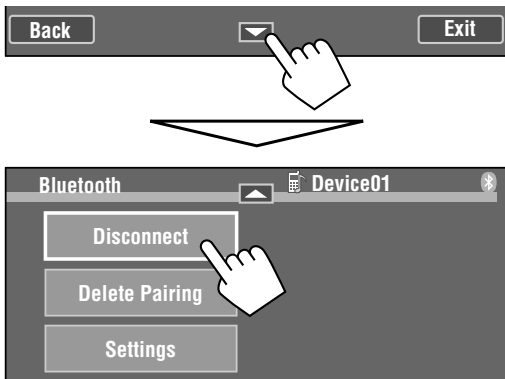 Back Exit
Bluetooth Device01
Disconnect
Delete Pairing
Settings